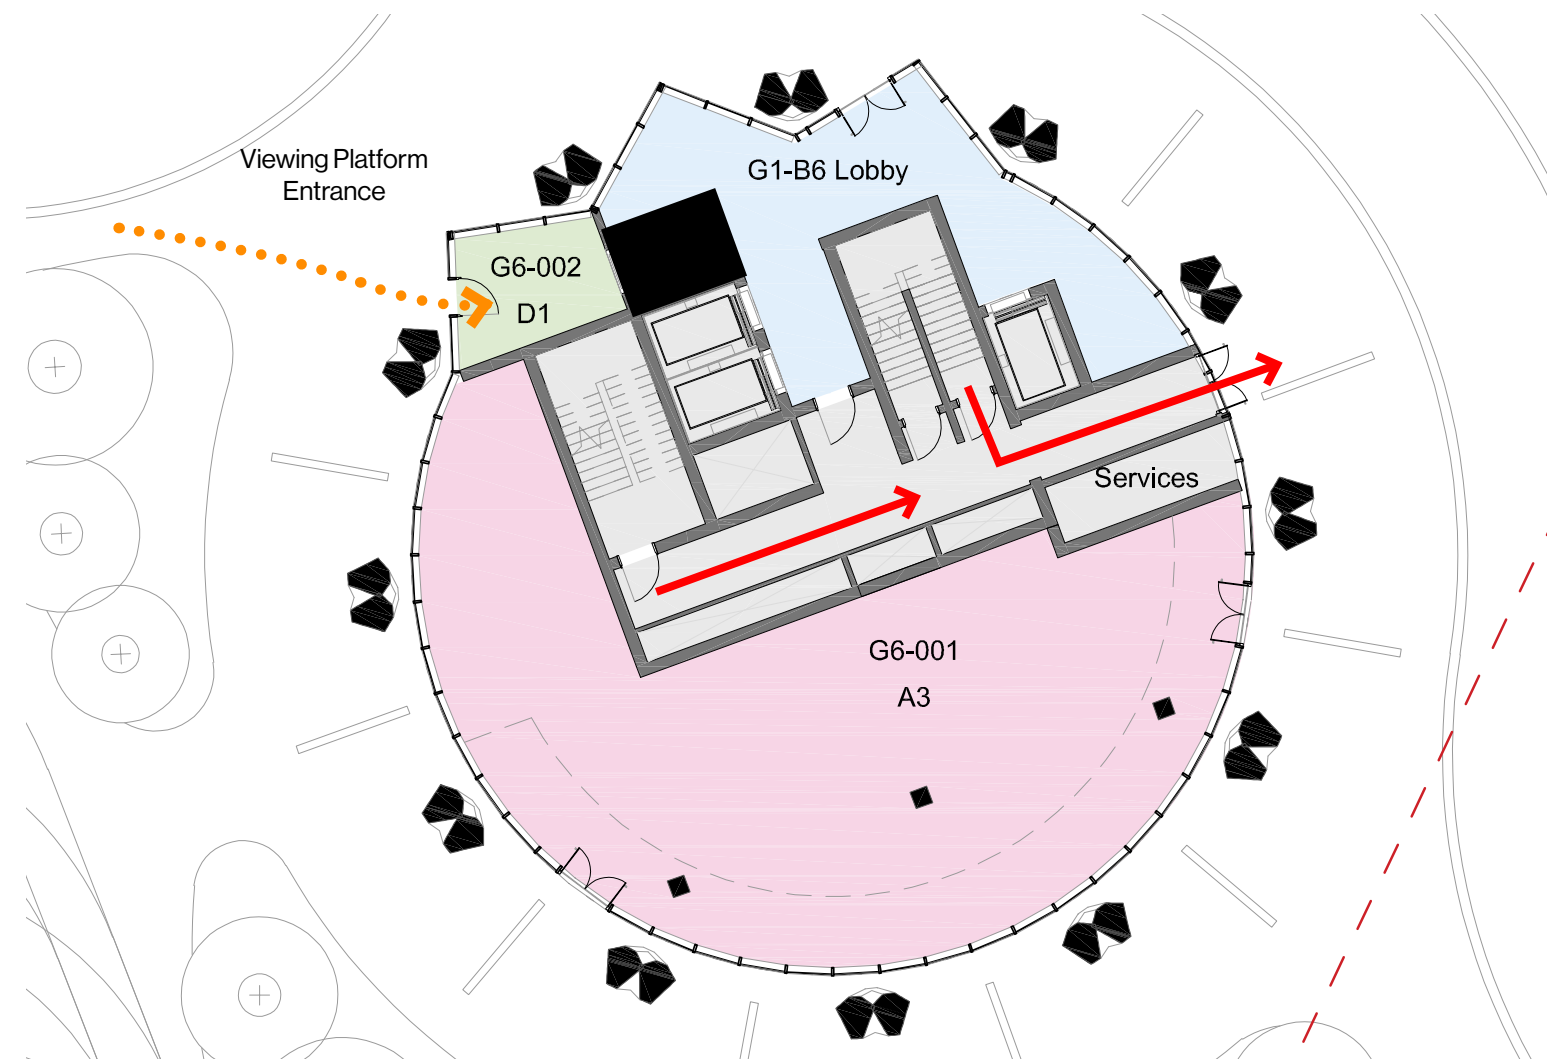 Viewing Platform
Entrance
G1-B6 Lobby
G6-002
D1
Services
G6-001
A3